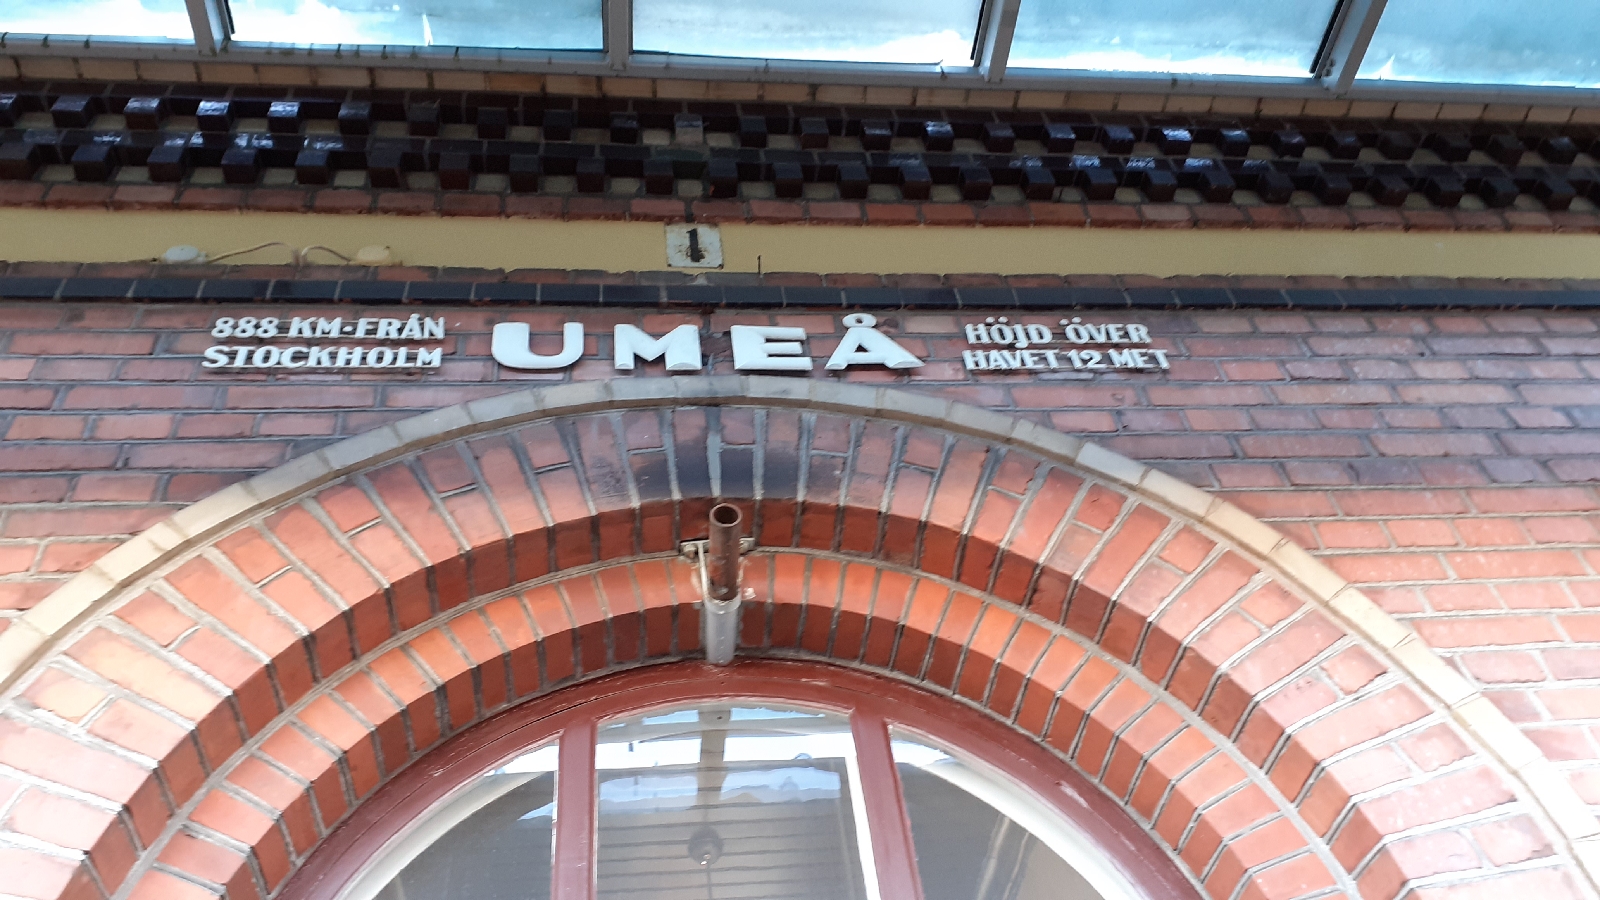 1
888 KM·FRÅN
STOCKHOLM
UMEÅ
HÖJD ÖVER
HAVET 12 MET